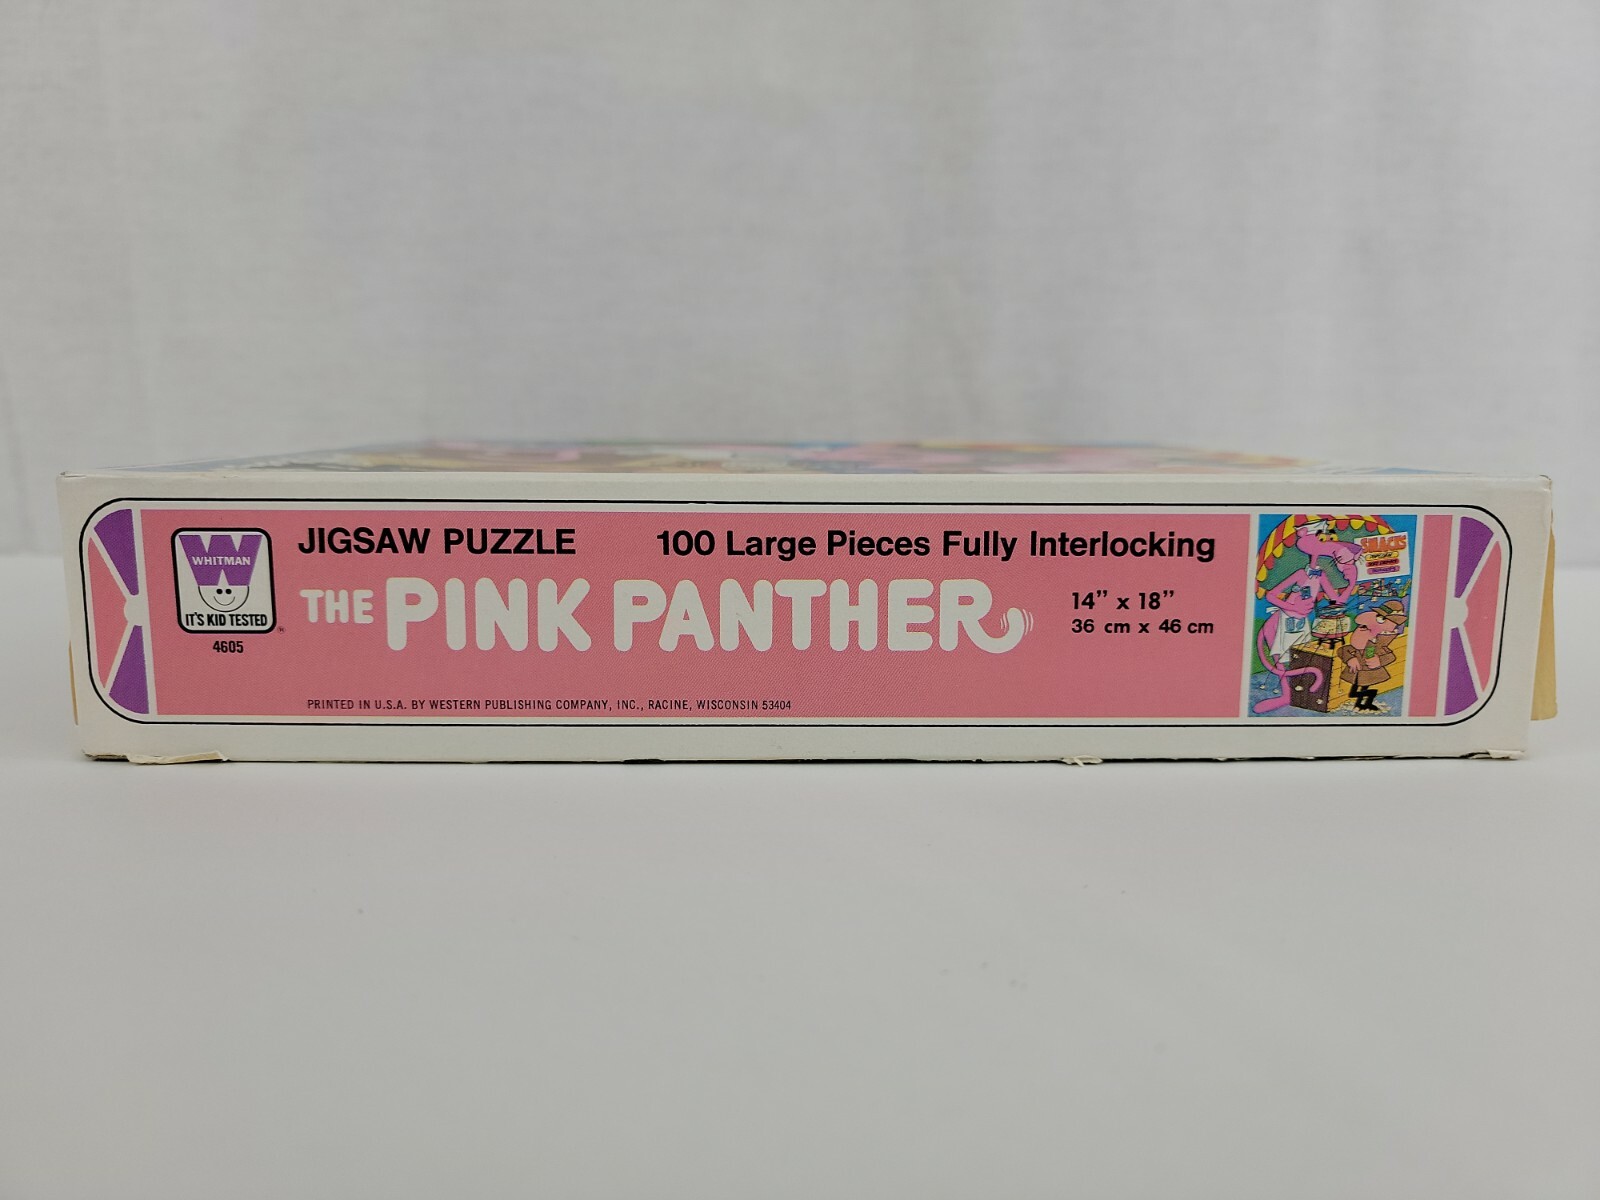 WHITMAN
IT'S KID TESTED
4605
JIGSAW PUZZLE
100 Large Pieces Fully Interlocking
THE PINK PANTHER
14" x 18"
36 cm x 46 cm
PRINTED IN U.S.A. BY WESTERN PUBLISHING COMPANY, INC., RACINE, WISCONSIN 53404
SNACKS